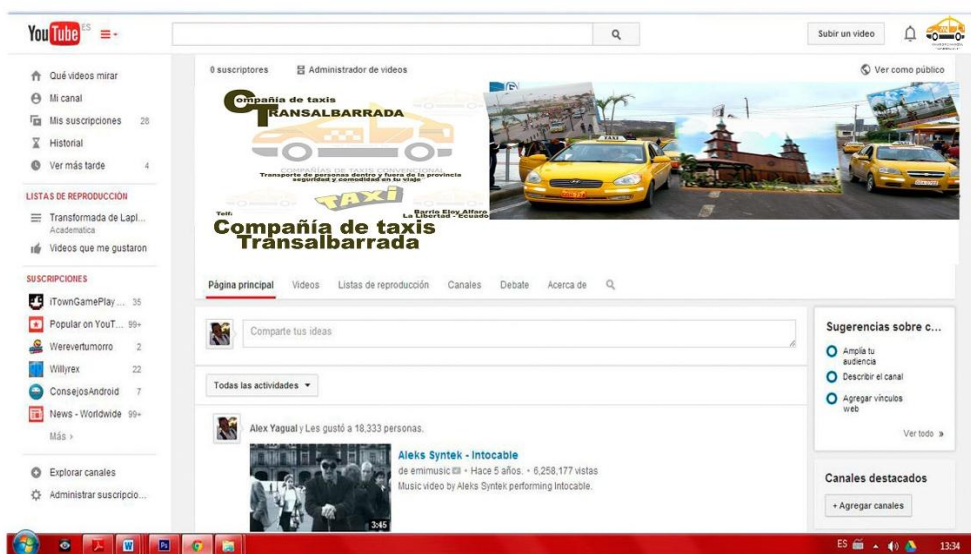 YouTube ES
Subir un video
0 suscriptores
Administrador de videos
Ver como público
Qué videos mirar
Mi canal
Mis suscripciones 28
Historial
Ver más tarde 4
LISTAS DE REPRODUCCIÓN
Transformada de Lapl...
Academatica
Videos que me gustaron
SUSCRIPCIONES
iTownGamePlay ... 35
Popular on YouT... 99+
Werevertumorro 2
Willyrex 22
ConsejosAndroid 7
News - Worldwide 99+
Más ›
Explorar canales
Administrar suscripcio...
Compañía de taxis
TRANSALBARRADA
COMPAÑÍAS DE TAXIS CONVENCIONAL
Transporte de personas dentro y fuera de la provincia
seguridad y comodidad en tu viaje
TAXI
Telf:
Barrio Eloy Alfaro
La Libertad - Ecuador
Compañía de taxis
Transalbarrada
TAXI
Página principal
Videos
Listas de reproducción
Canales
Debate
Acerca de
Comparte tus ideas
Todas las actividades
Alex Yagual y Les gustó a 18,333 personas.
Aleks Syntek - Intocable
de emimusic • Hace 5 años. • 6,258,177 vistas
Music video by Aleks Syntek performing Intocable.
3:45
Sugerencias sobre c...
Amplía tu
audiencia
Describir el canal
Agregar vínculos
web
Ver todo »
Canales destacados
+ Agregar canales
ES
13:34